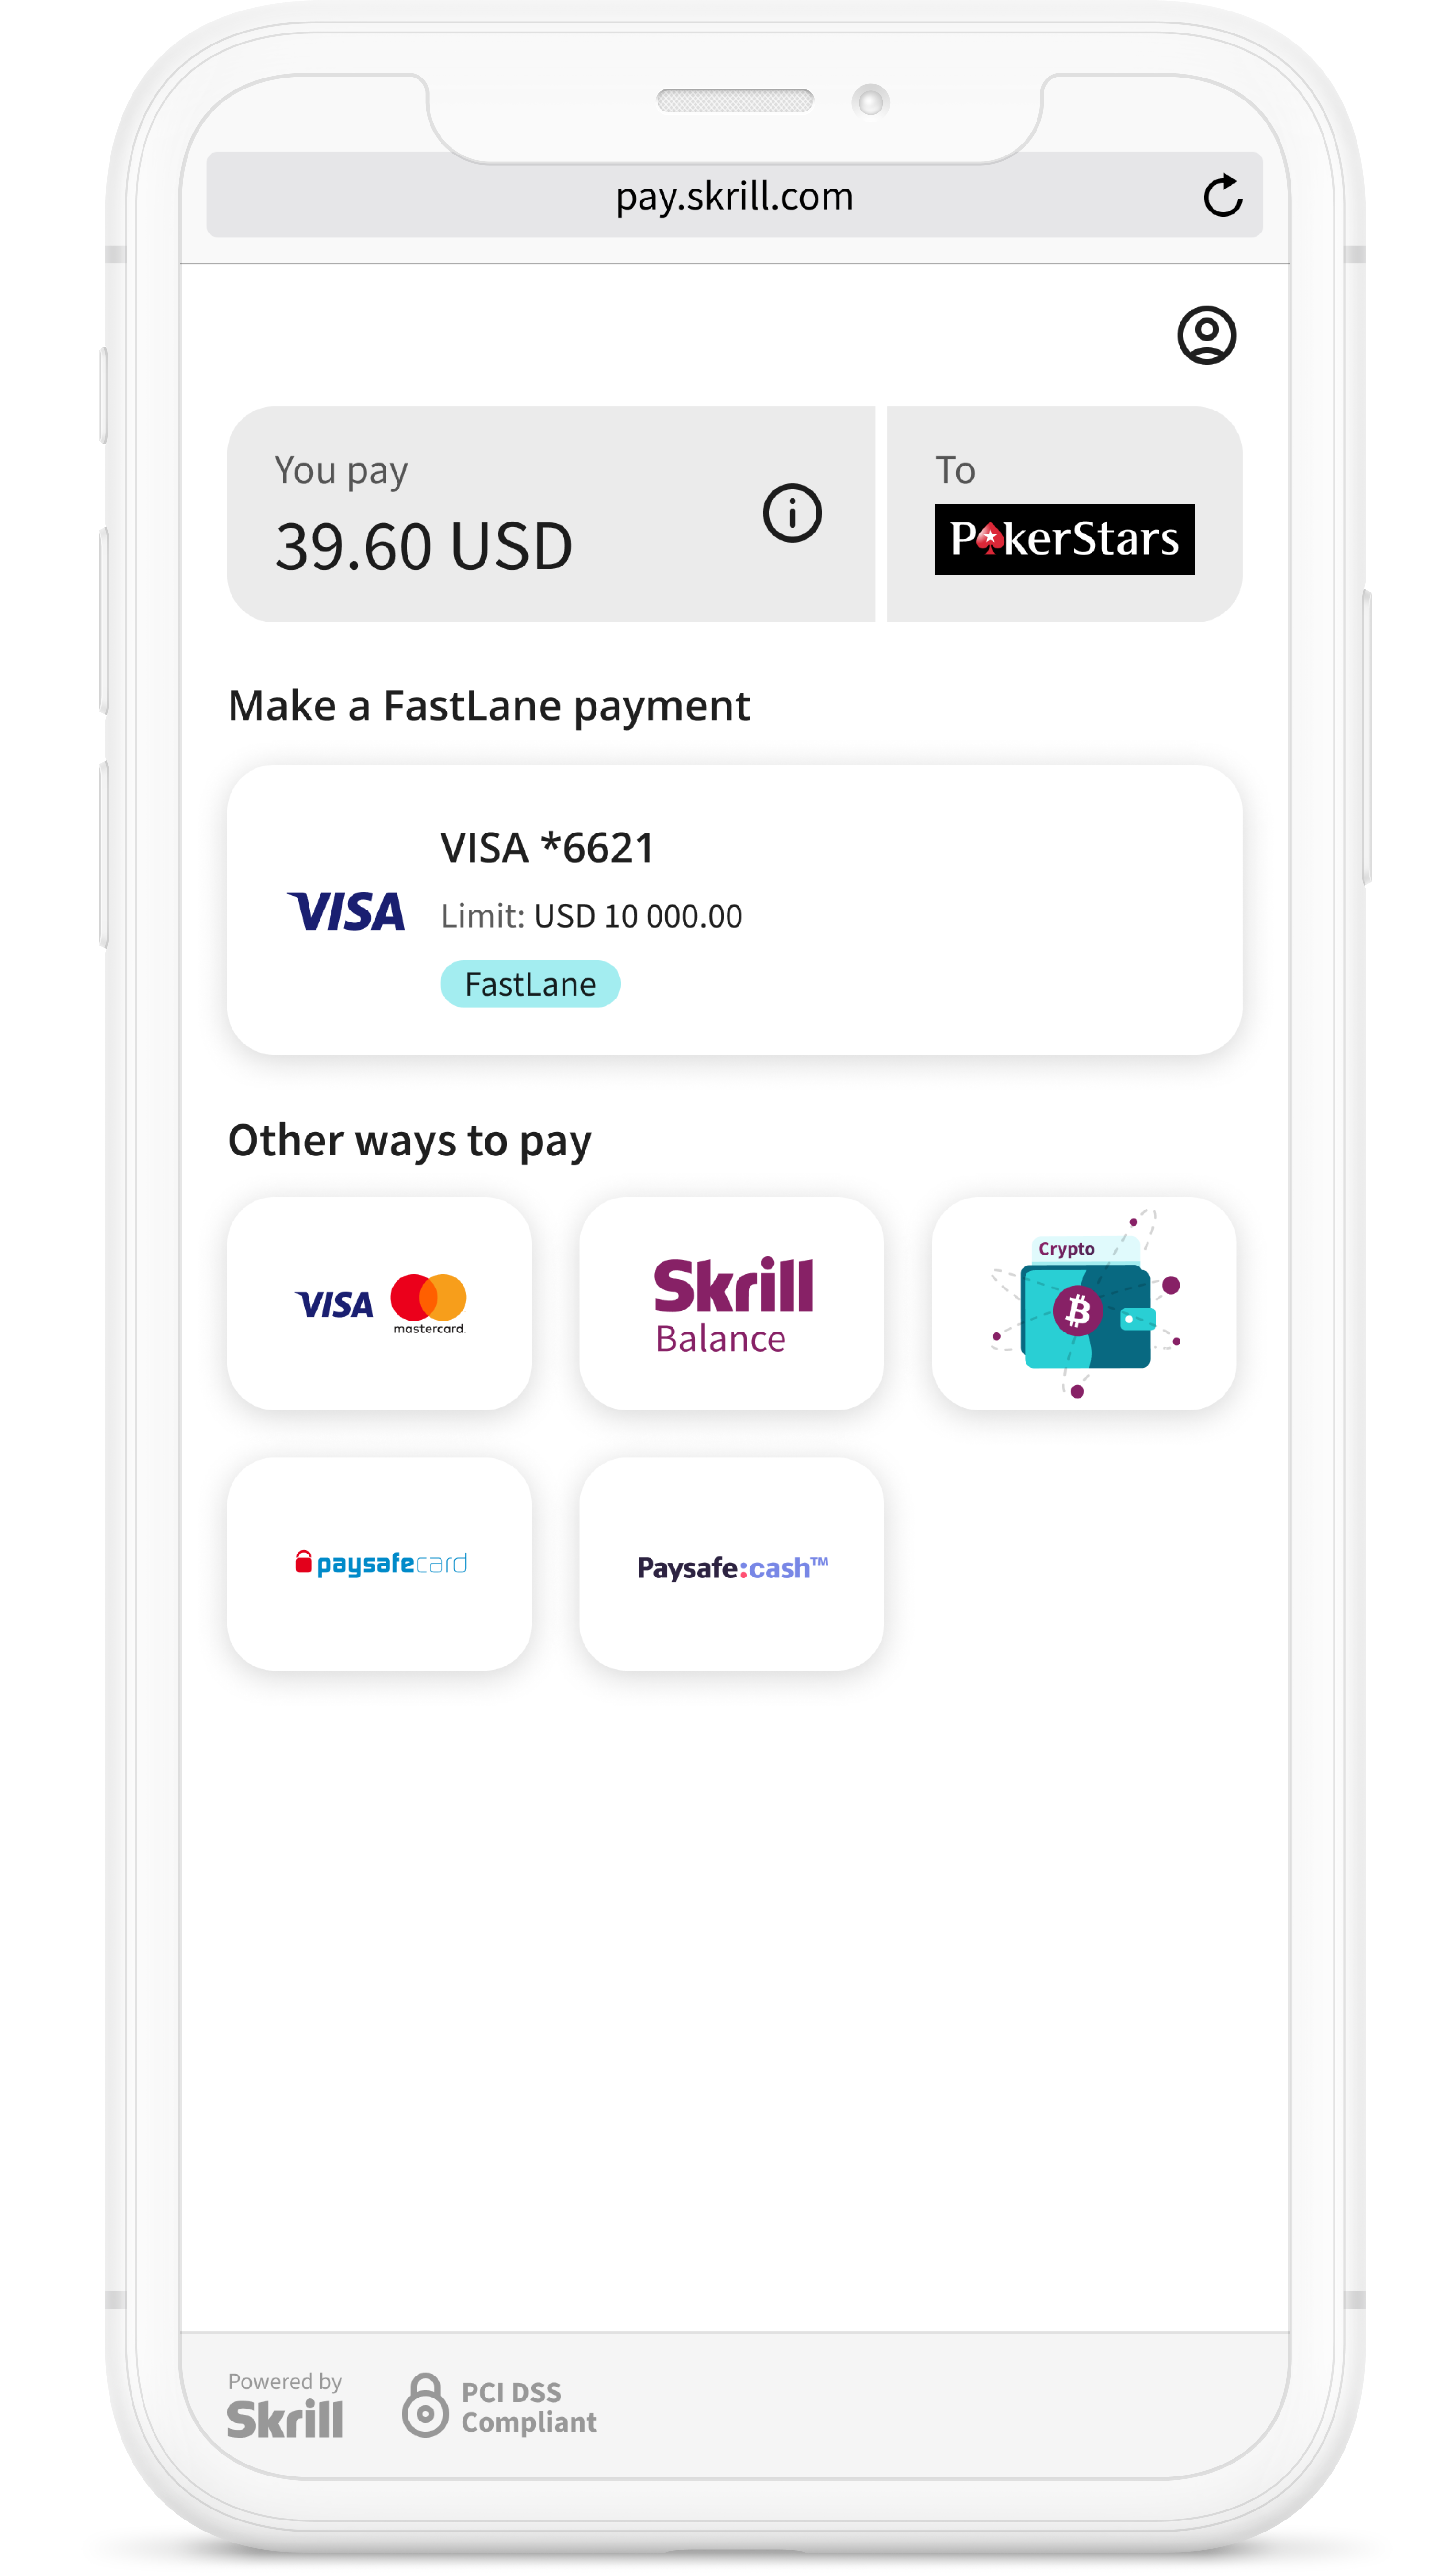 pay.skrill.com
You pay
39.60 USD
To
PokerStars
Make a FastLane payment
VISA
VISA *6621
Limit: USD 10 000.00
FastLane
Other ways to pay
VISA
mastercard.
Skrill
Balance
Crypto
paysafecard
Paysafe:cash™
Powered by
Skrill
PCI DSS
Compliant